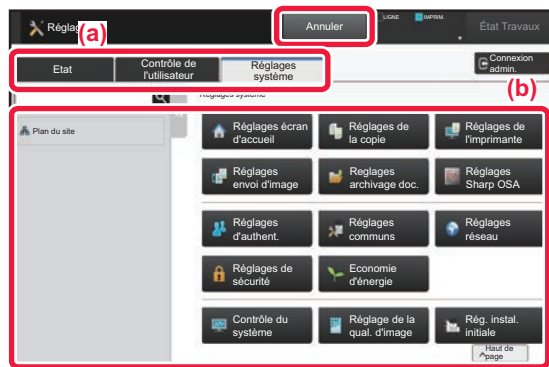 Réglag
(a)
Annuler
LIGNE
IMPRIM.
État Travaux
Etat
Contrôle de
l'utilisateur
Réglages
système
Connexion
admin.
(b)
Réglages système
Plan du site
Réglages écran
d'accueil
Réglages de
la copie
Réglages de
l'imprimante
Reglages
envoi d'image
Reglages
archivage doc.
Réglages
Sharp OSA
Réglages
d'authent.
Réglages
communs
Réglages
réseau
Réglages de
sécurité
Economie
d'énergie
Contrôle du
système
Réglage de la
qual. d'image
Rég. instal.
initiale
Haut de
page